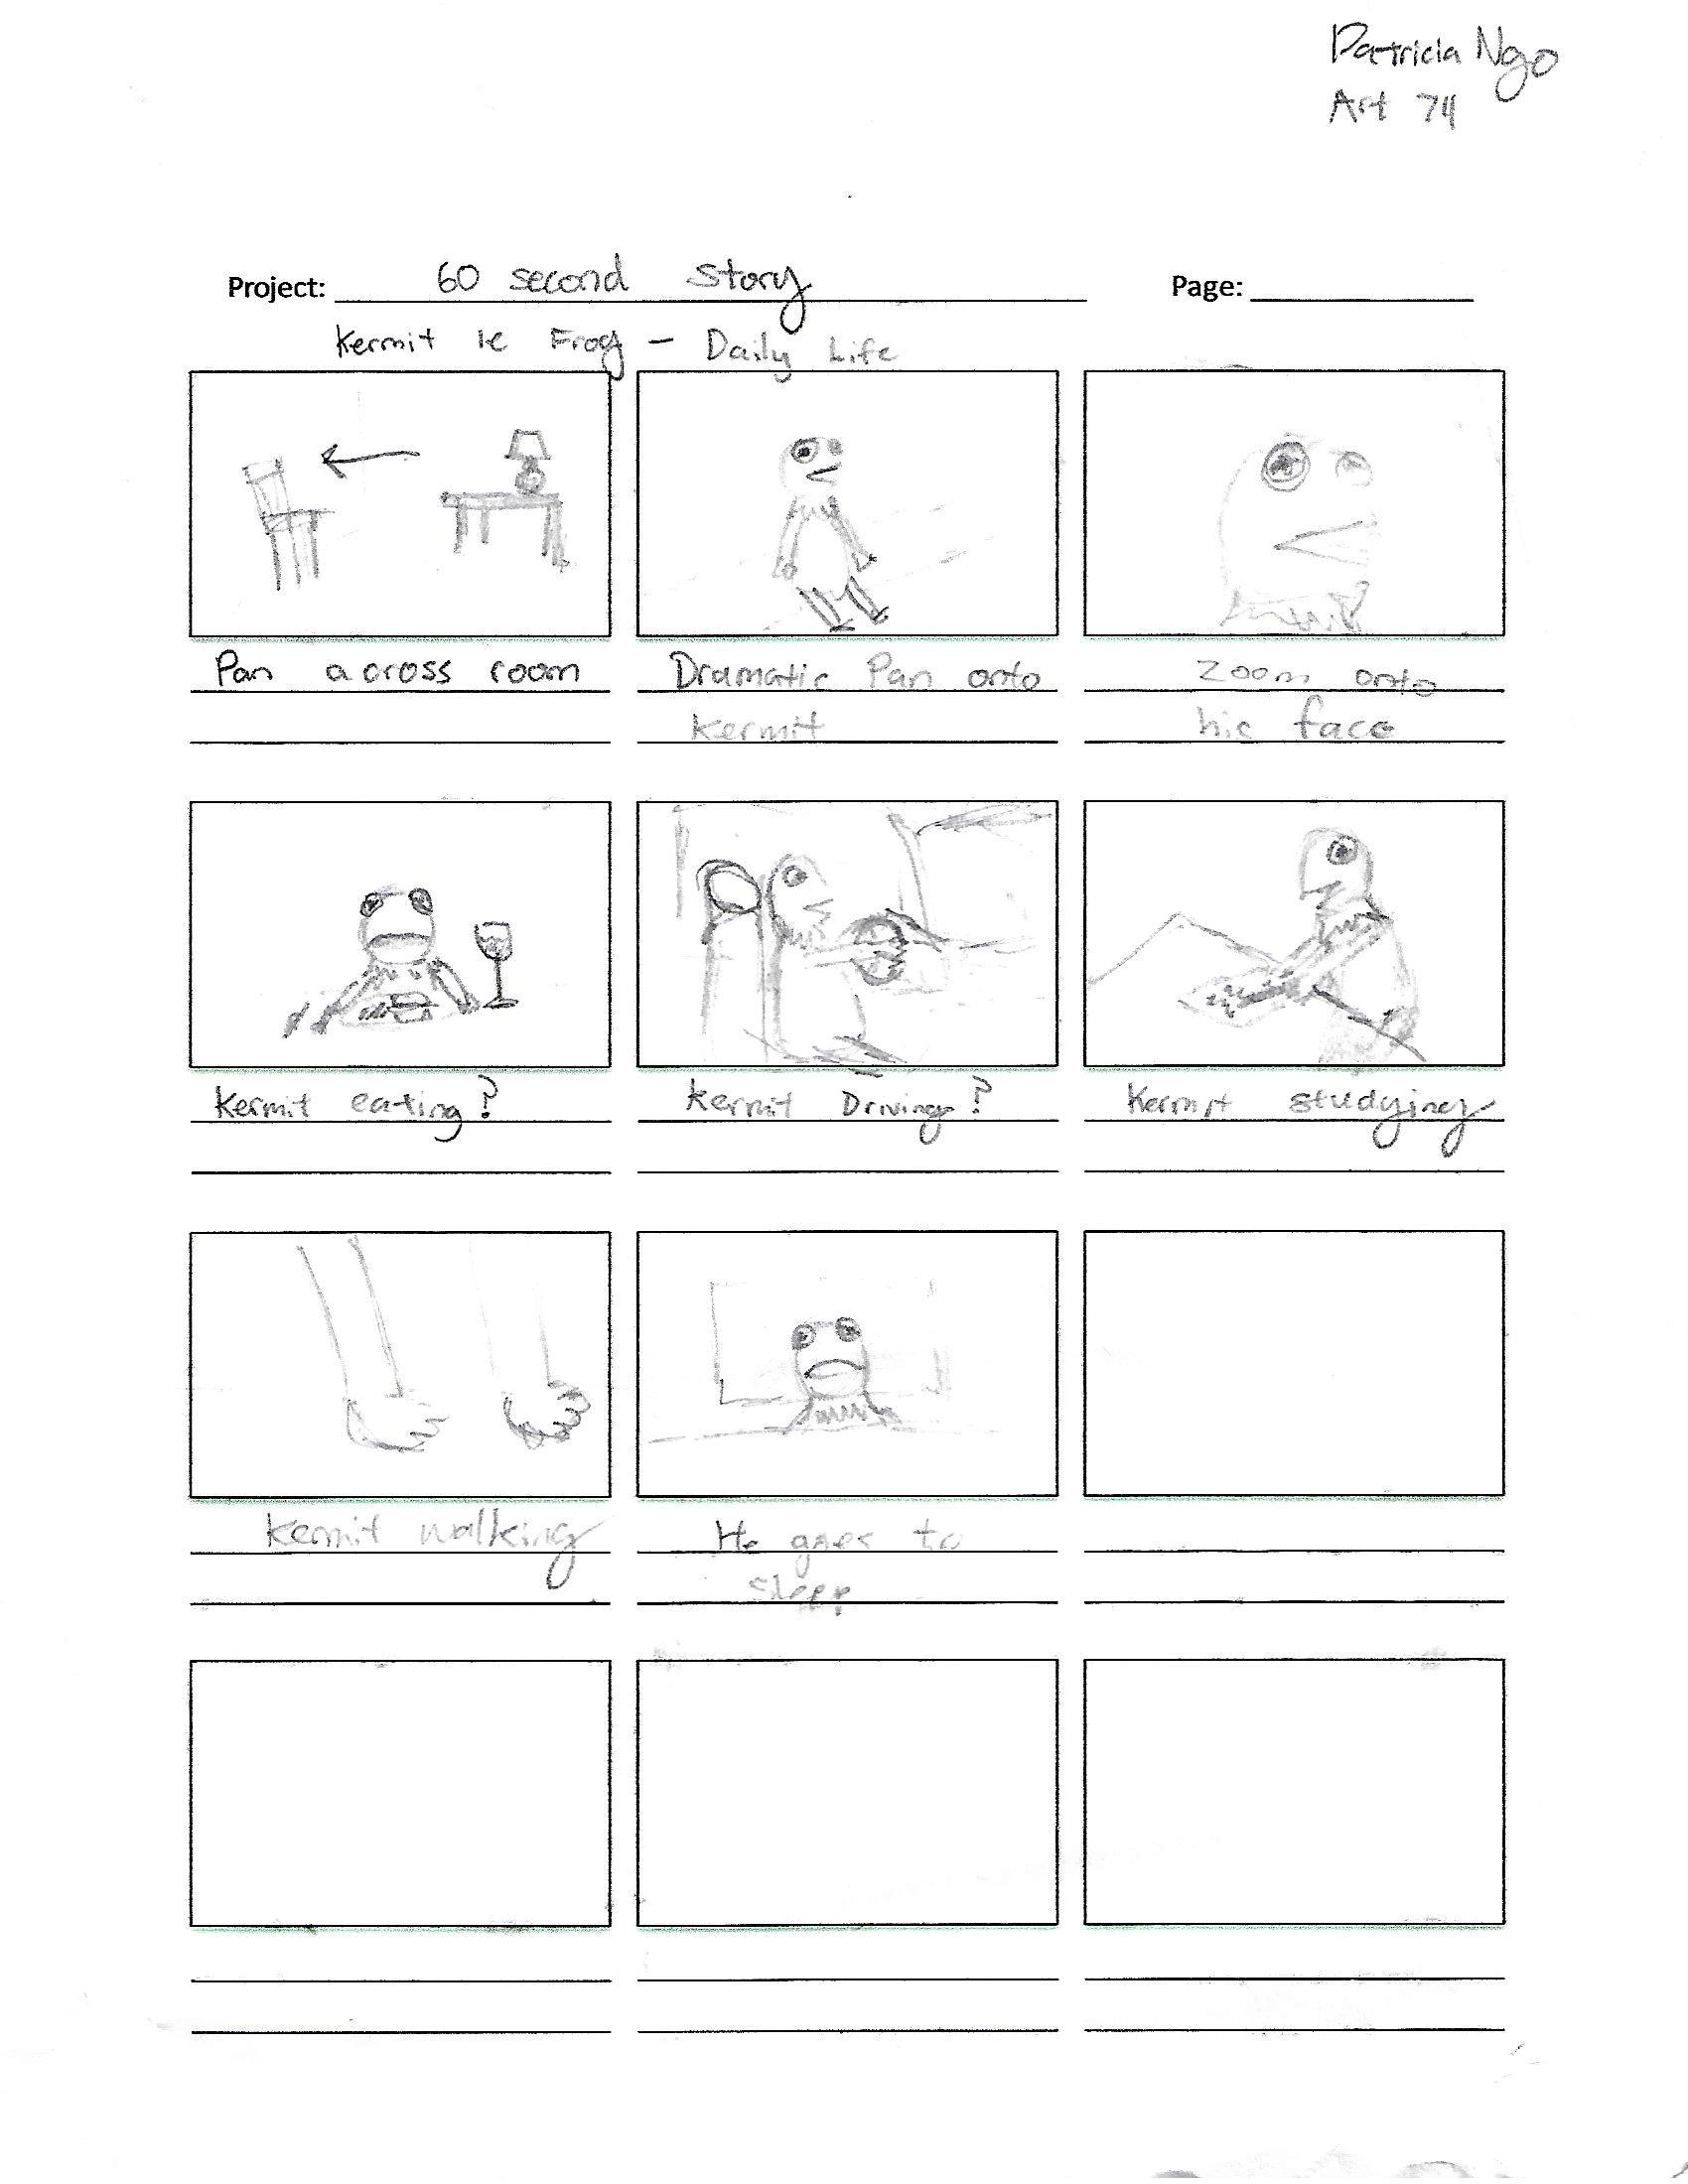 Patricia Ngo
Art 74
Project: 60 second story
Page:
Kermit le Frog - Daily Life
Pan across room
Dramatic Pan onto
Kermit
Zoom onto
his face
Kermit eating?
Kermit Driving?
Kermit studying
Kermit walking
He goes to
sleep